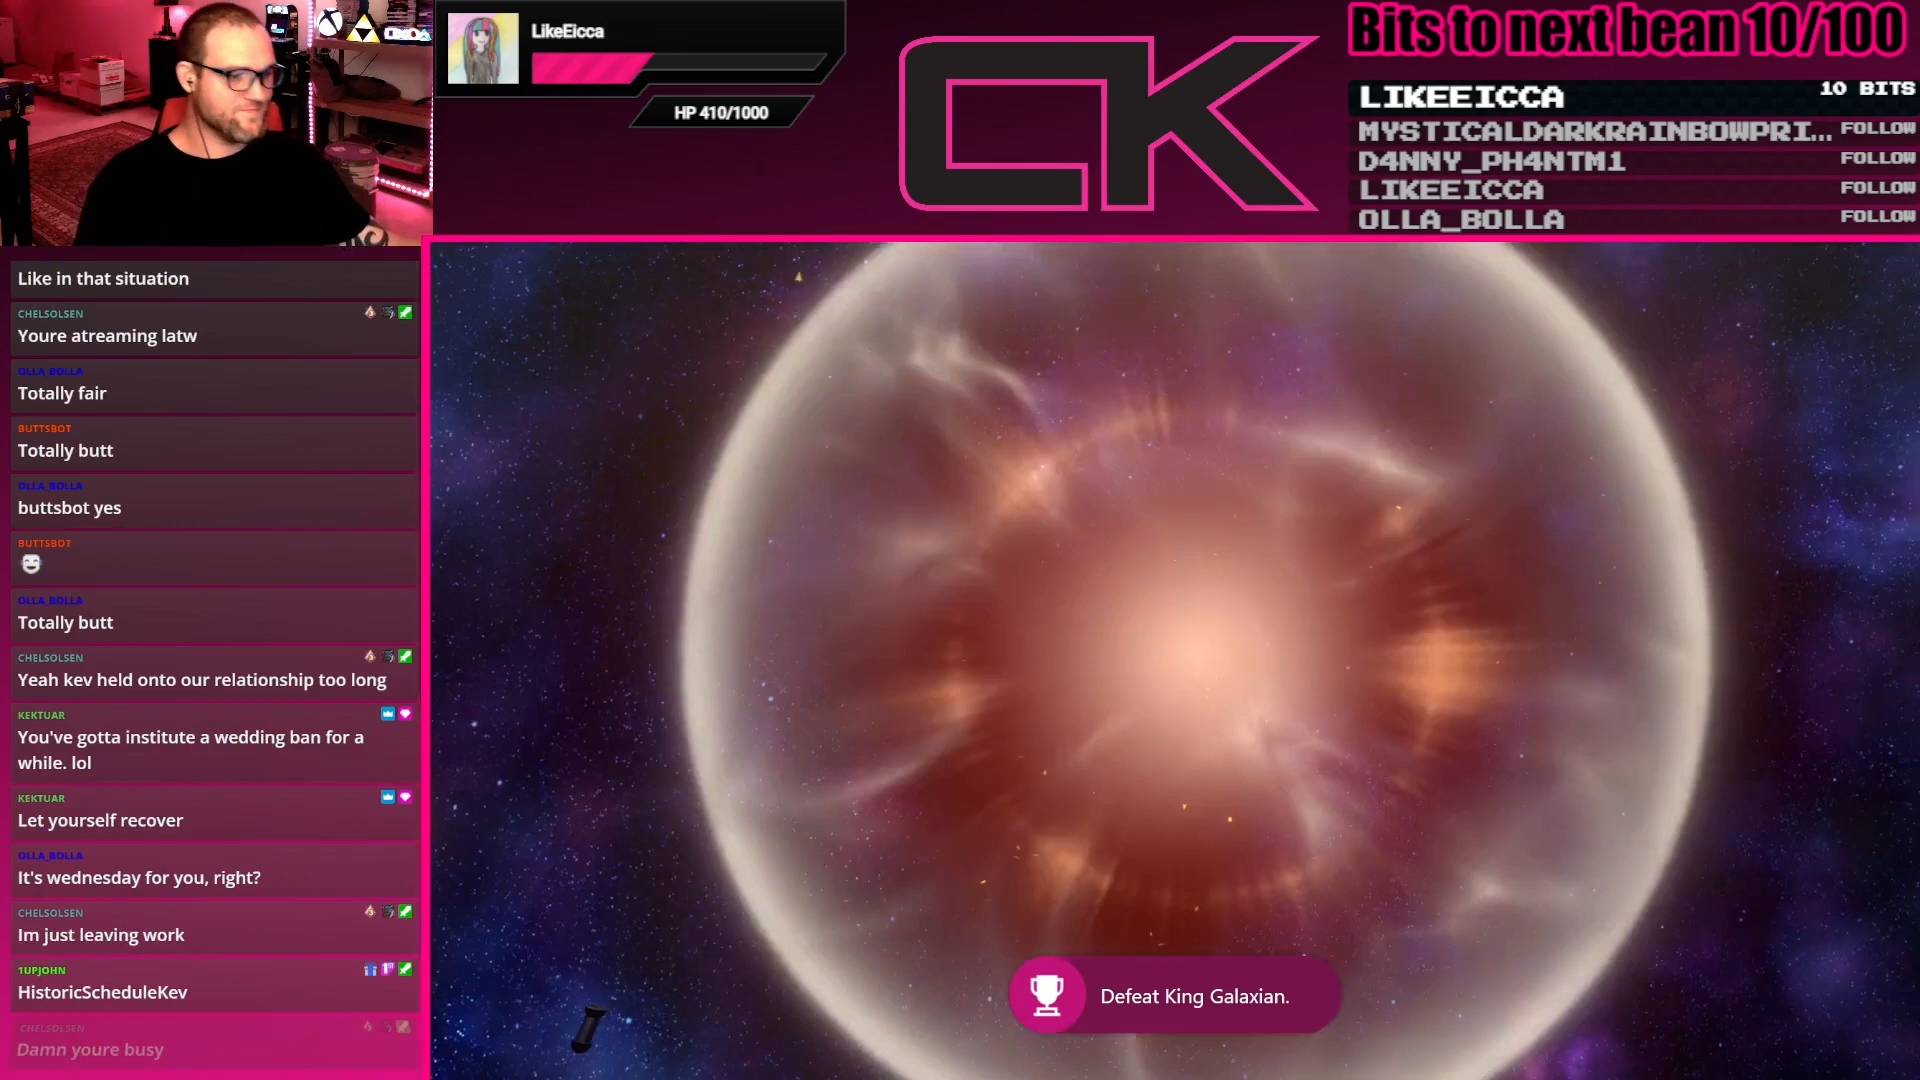 LikeEicca
HP 410/1000
CK
Bits to next bean 10/100
LIKEEICCA 10 BITS
MYSTICALDARKRAINBOWPRI... FOLLOW
D4NNY_PH4NTM1 FOLLOW
LIKEEICCA FOLLOW
OLLA_BOLLA FOLLOW
Like in that situation
CHELSOLSEN
Youre atreaming latw
OLLA_BOLLA
Totally fair
BUTTSBOT
Totally butt
OLLA_BOLLA
buttsbot yes
BUTTSBOT
OLLA_BOLLA
Totally butt
CHELSOLSEN
Yeah kev held onto our relationship too long
KEKTUAR
You've gotta institute a wedding ban for a
while. lol
KEKTUAR
Let yourself recover
OLLA_BOLLA
It's wednesday for you, right?
CHELSOLSEN
Im just leaving work
1UPJOHN
HistoricScheduleKev
CHELSOLSEN
Damn youre busy
Defeat King Galaxian.